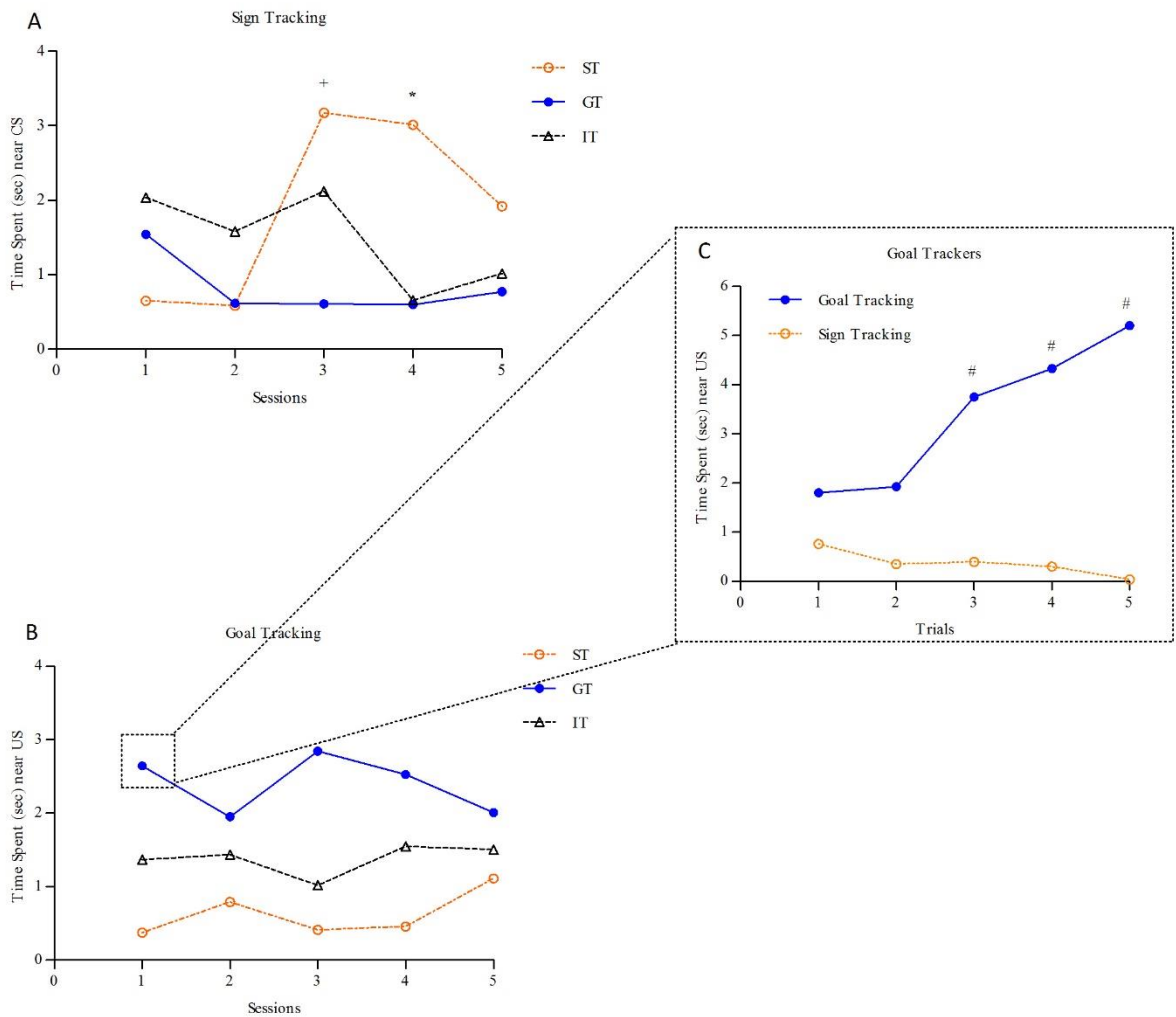 A
Sign Tracking
4
3
2
1
0
Time Spent (sec) near CS
+
*
ST
GT
IT
0
1
2
3
4
5
Sessions
C
Goal Trackers
6
5
4
3
2
1
0
Time Spent (sec) near US
Goal Tracking
Sign Tracking
#
#
#
0
1
2
3
4
5
Trials
B
Goal Tracking
4
3
2
1
0
Time Spent (sec) near US
ST
GT
IT
0
1
2
3
4
5
Sessions